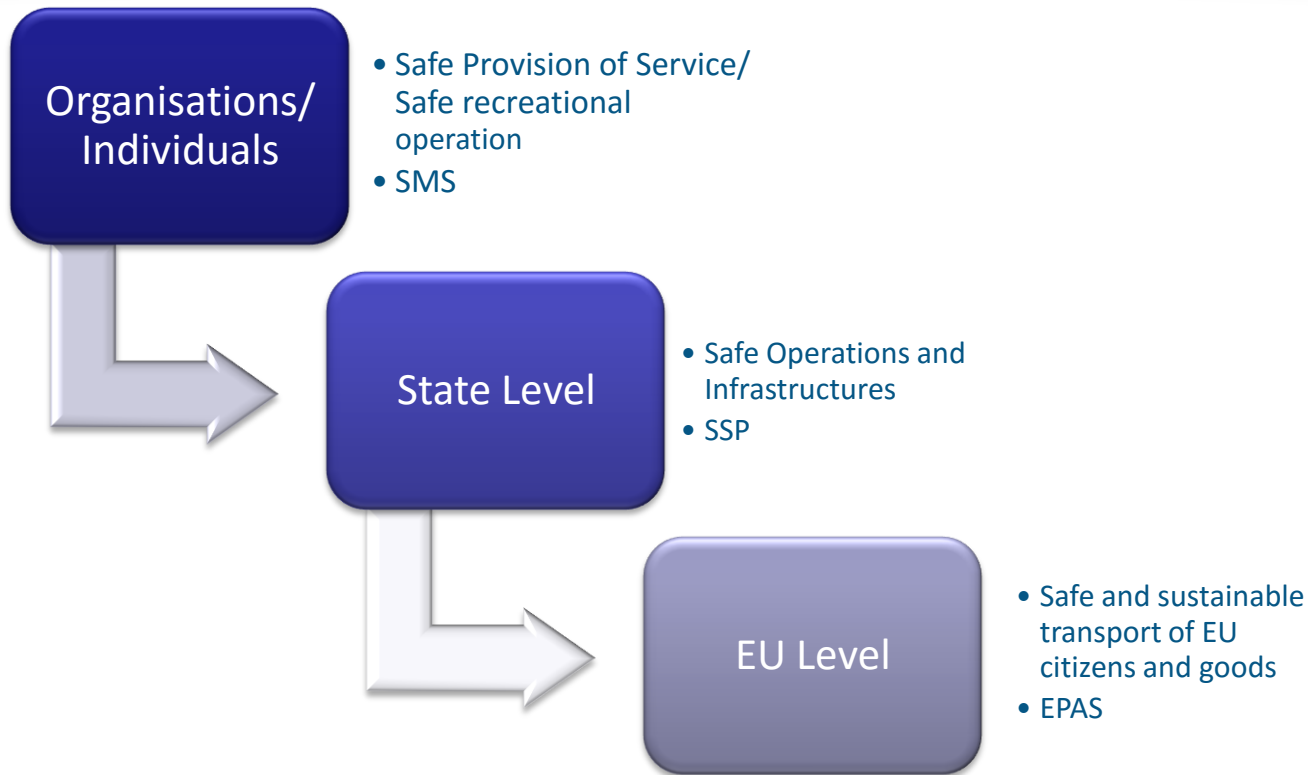 Organisations/
Individuals
• Safe Provision of Service/
Safe recreational
operation
• SMS
State Level
• Safe Operations and
Infrastructures
• SSP
EU Level
• Safe and sustainable
transport of EU
citizens and goods
• EPAS